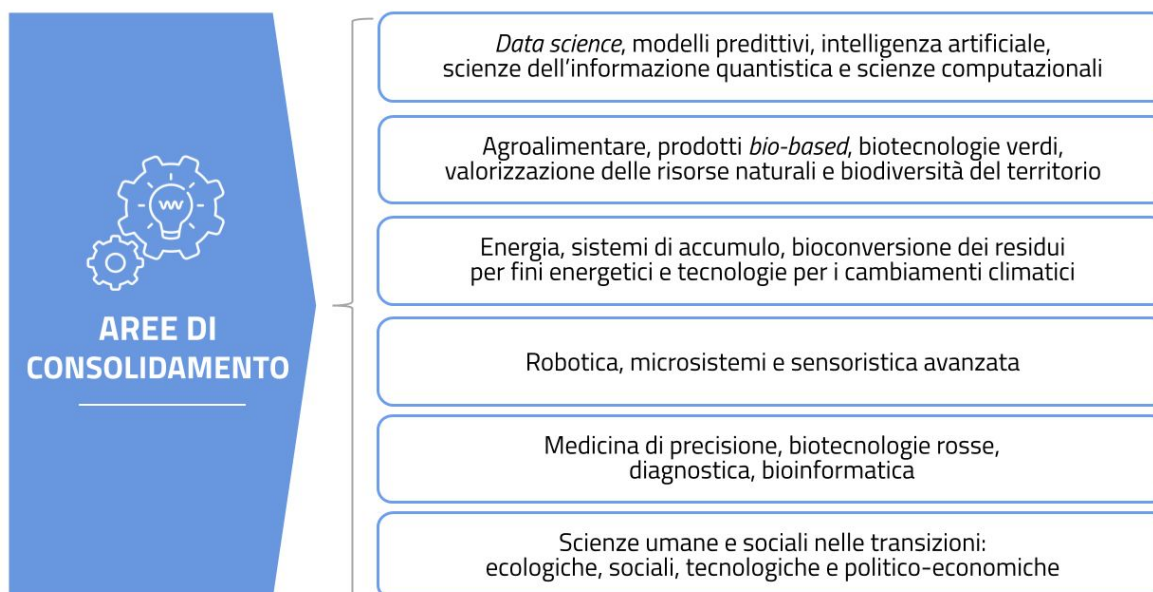 AREE DI
CONSOLIDAMENTO
Data science, modelli predittivi, intelligenza artificiale,
scienze dell'informazione quantistica e scienze computazionali
Agroalimentare, prodotti bio-based, biotecnologie verdi,
valorizzazione delle risorse naturali e biodiversità del territorio
Energia, sistemi di accumulo, bioconversione dei residui
per fini energetici e tecnologie per i cambiamenti climatici
Robotica, microsistemi e sensoristica avanzata
Medicina di precisione, biotecnologie rosse,
diagnostica, bioinformatica
Scienze umane e sociali nelle transizioni:
ecologiche, sociali, tecnologiche e politico-economiche